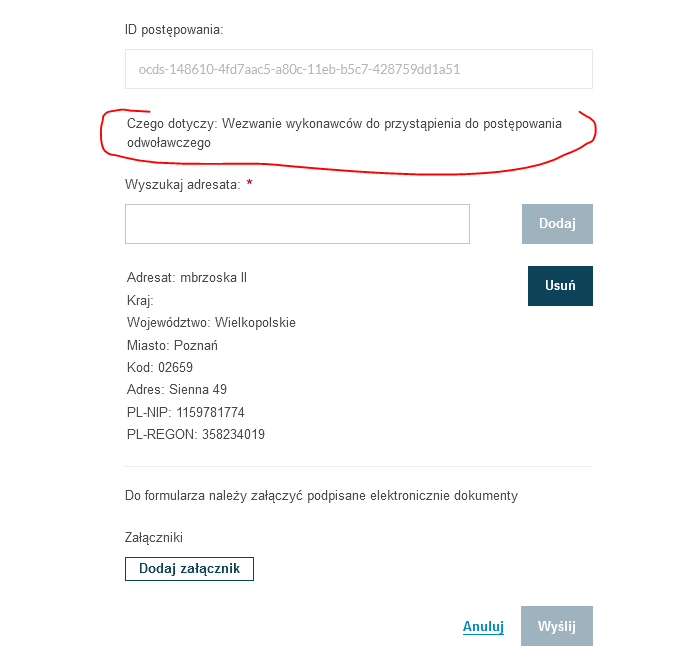 ID postępowania:
ocds-148610-4fd7aac5-a80c-11eb-b5c7-428759dd1a51
Czego dotyczy: Wezwanie wykonawców do przystąpienia do postępowania
odwoławczego
Wyszukaj adresata: *
Dodaj
Adresat: mbrzoska II
Usuń
Kraj:
Województwo: Wielkopolskie
Miasto: Poznań
Kod: 02659
Adres: Sienna 49
PL-NIP: 1159781774
PL-REGON: 358234019
Do formularza należy załączyć podpisane elektronicznie dokumenty
Załączniki
Dodaj załącznik
Anuluj
Wyślij